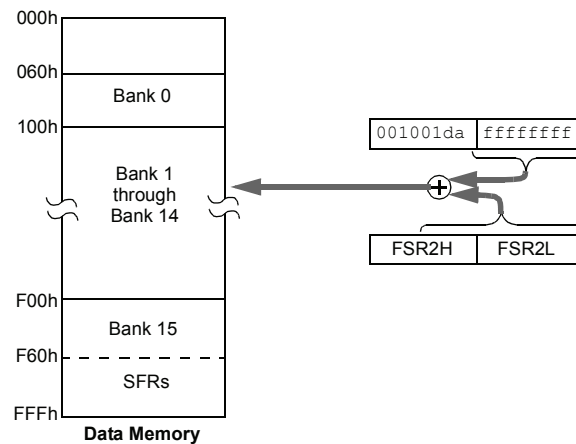 000h
060h
Bank 0
100h
001001da ffffffff
Bank 1
through
Bank 14
FSR2H FSR2L
F00h
Bank 15
F60h
SFRs
FFFh
Data Memory